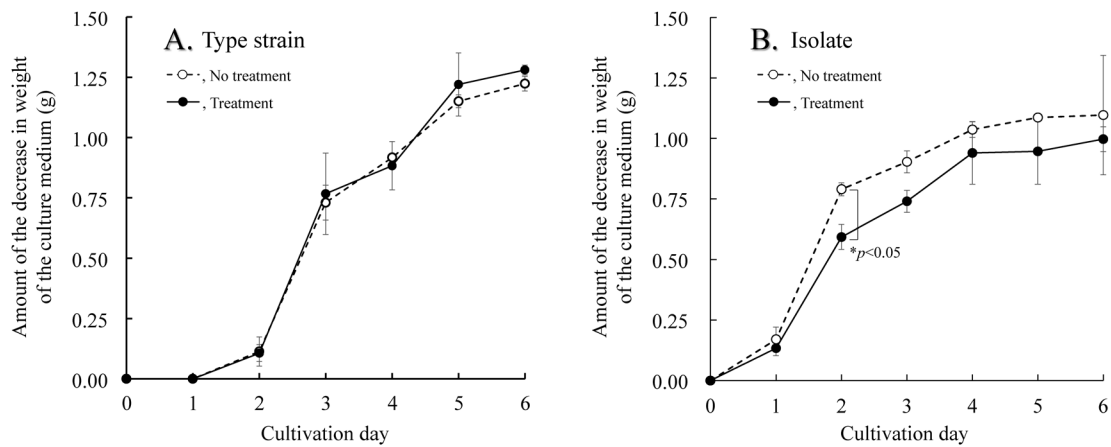 Amount of the decrease in weight
of the culture medium (g)
1.50
1.25
1.00
0.75
0.50
0.25
0.00
A. Type strain
, No treatment
, Treatment
0 1 2 3 4 5 6
Cultivation day
Amount of the decrease in weight
of the culture medium (g)
1.50
1.25
1.00
0.75
0.50
0.25
0.00
B. Isolate
, No treatment
, Treatment
*p<0.05
0 1 2 3 4 5 6
Cultivation day